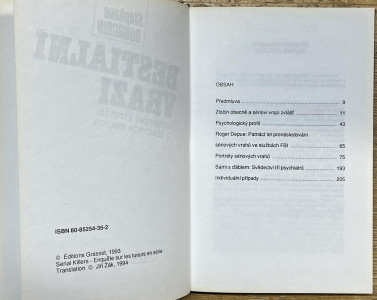 ISBN 80-85254-35-2
© Éditions Grasset, 1993
Serial Killers - Enquête sur les tueurs en série
Translation © Jiří Žák, 1994
OBSAH
Předmluva 9
Zločin obecně a sérioví vrazi zvlášť 11
Psychologický profil 43
Roger Depue: Patnáct let pronásledování
sériových vrahů ve službách FBI 65
Portréty sériových vrahů 75
Sami s ďáblem: Svědectví tří psychiatrů 193
Individuální případy 205